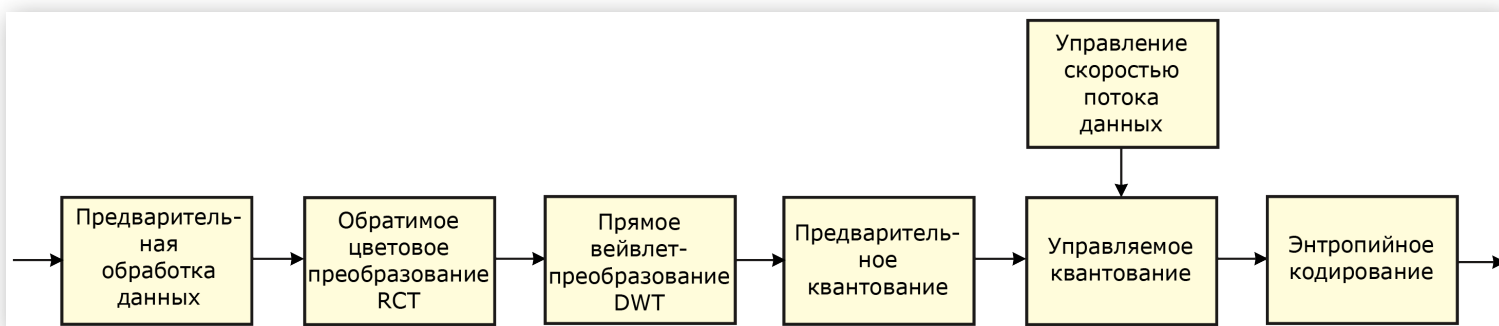 Управление
скоростью
потока
данных
Предваритель-
ная
обработка
данных
Обратимое
цветовое
преобразование
RCT
Прямое
вейвлет-
преобразование
DWT
Предваритель-
ное
квантование
Управляемое
квантование
Энтропийное
кодирование